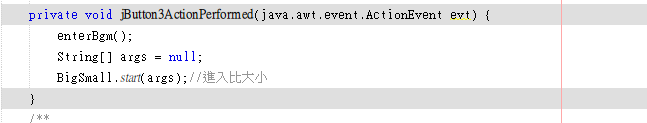 private void jButton3ActionPerformed(java.awt.event.ActionEvent evt) {
enterBgm();
String[] args = null;
BigSmall.start(args);//進入比大小
}
/**